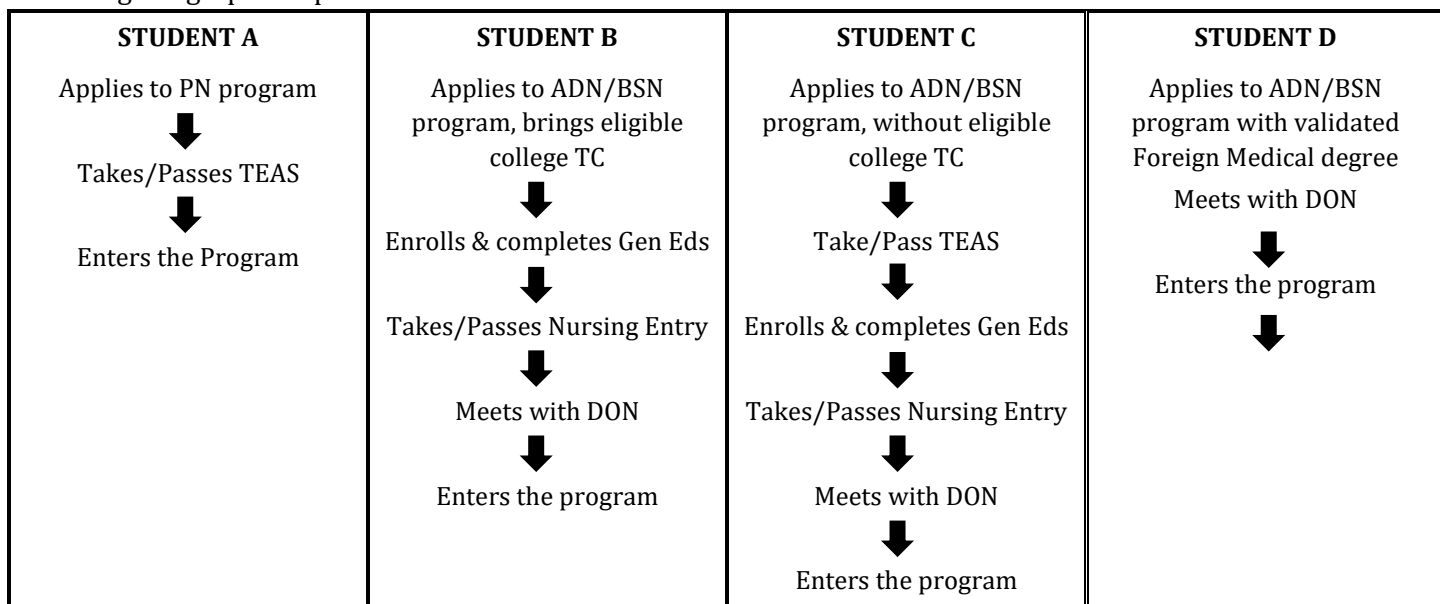 STUDENT A
Applies to PN program
Takes/Passes TEAS
Enters the Program
STUDENT B
Applies to ADN/BSN
program, brings eligible
college TC
Enrolls & completes Gen Eds
Takes/Passes Nursing Entry
Meets with DON
Enters the program
STUDENT C
Applies to ADN/BSN
program, without eligible
college TC
Take/Pass TEAS
Enrolls & completes Gen Eds
Takes/Passes Nursing Entry
Meets with DON
Enters the program
STUDENT D
Applies to ADN/BSN
program with validated
Foreign Medical degree
Meets with DON
Enters the program